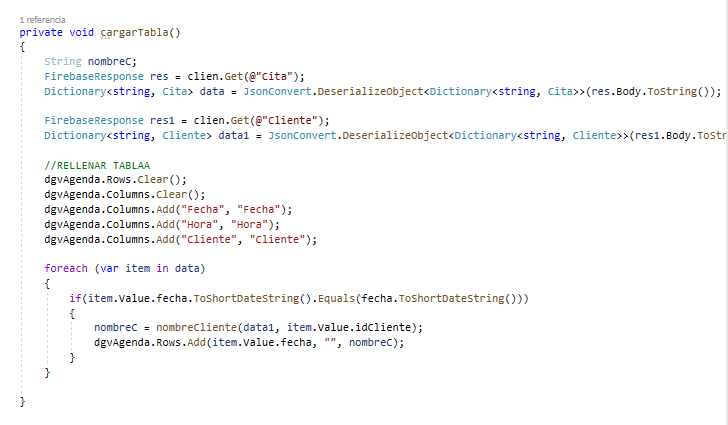 1 referencia
private void cargarTabla()
{
String nombreC;
FirebaseResponse res = clien.Get(@"Cita");
Dictionary<string, Cita> data = JsonConvert.DeserializeObject<Dictionary<string, Cita>>(res.Body.ToString());
FirebaseResponse res1 = clien.Get(@"Cliente");
Dictionary<string, Cliente> data1 = JsonConvert.DeserializeObject<Dictionary<string, Cliente>>(res1.Body.ToStr
//RELLENAR TABLAA
dgvAgenda.Rows.Clear();
dgvAgenda.Columns.Clear();
dgvAgenda.Columns.Add("Fecha", "Fecha");
dgvAgenda.Columns.Add("Hora", "Hora");
dgvAgenda.Columns.Add("Cliente", "Cliente");
foreach (var item in data)
{
if(item.Value.fecha.ToShortDateString().Equals(fecha.ToShortDateString()))
{
nombreC = nombreCliente(data1, item.Value.idCliente);
dgvAgenda.Rows.Add(item.Value.fecha, "", nombreC);
}
}
}